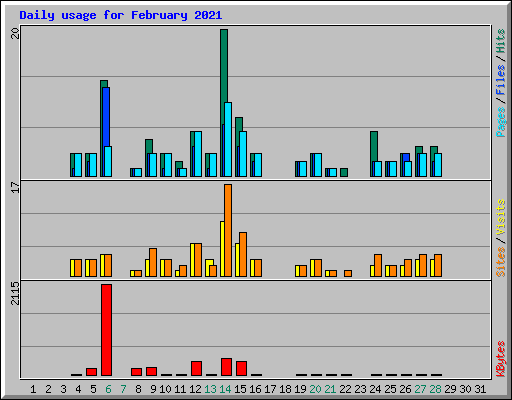 Daily usage for February 2021
20
17
2115
Pages / Files / Hits
Sites / Visits
KBytes
1 2 3 4 5 6 7 8 9 10 11 12 13 14 15 16 17 18 19 20 21 22 23 24 25 26 27 28 29 30 31